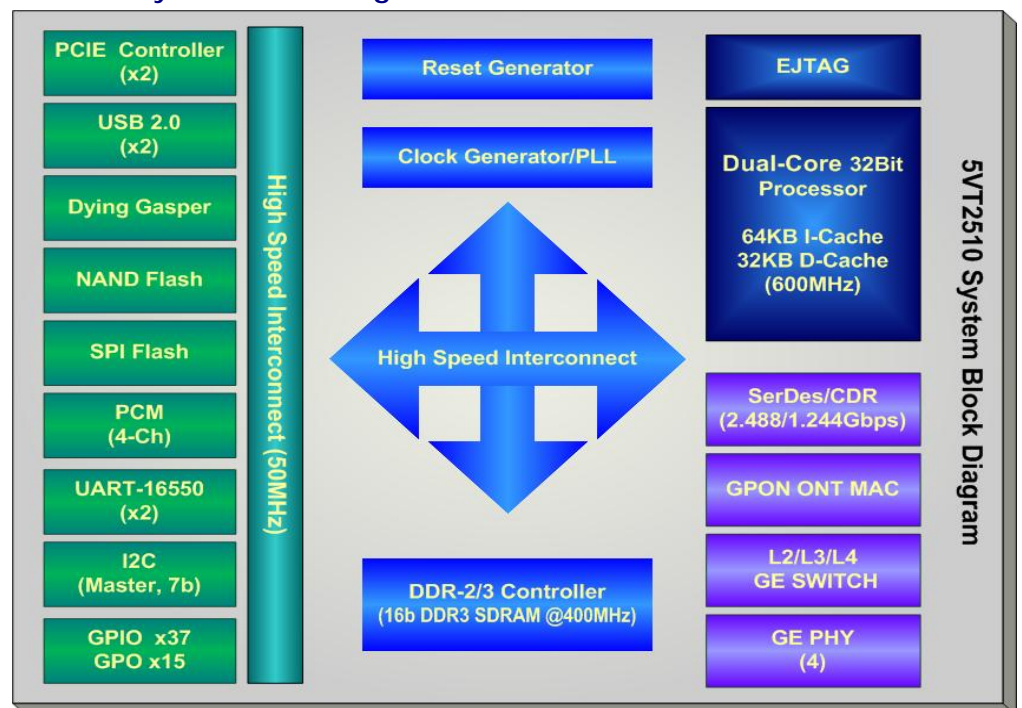 PCIE Controller
(x2)
USB 2.0
(x2)
Dying Gasper
NAND Flash
SPI Flash
PCM
(4-Ch)
UART-16550
(x2)
I2C
(Master, 7b)
GPIO x37
GPO x15
High Speed Interconnect (50MHz)
Reset Generator
Clock Generator/PLL
High Speed Interconnect
DDR-2/3 Controller
(16b DDR3 SDRAM @400MHz)
EJTAG
Dual-Core 32Bit
Processor
64KB I-Cache
32KB D-Cache
(600MHz)
SerDes/CDR
(2.488/1.244Gbps)
GPON ONT MAC
L2/L3/L4
GE SWITCH
GE PHY
(4)
5VT2510 System Block Diagram